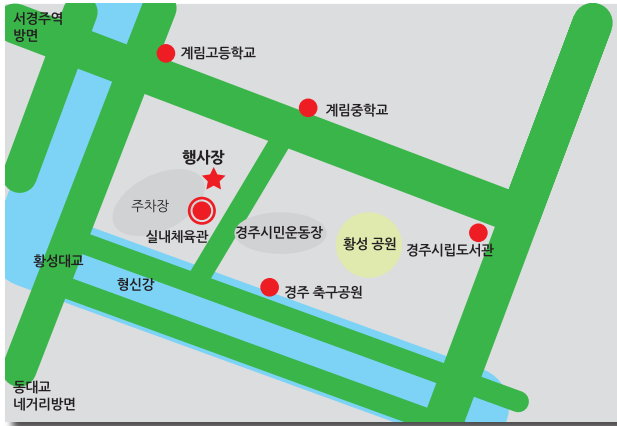 서경주역
방면
계림고등학교
계림중학교
행사장
주차장
실내체육관
경주시민운동장
황성 공원
경주시립도서관
황성대교
형신강
경주 축구공원
동대교
네거리방면